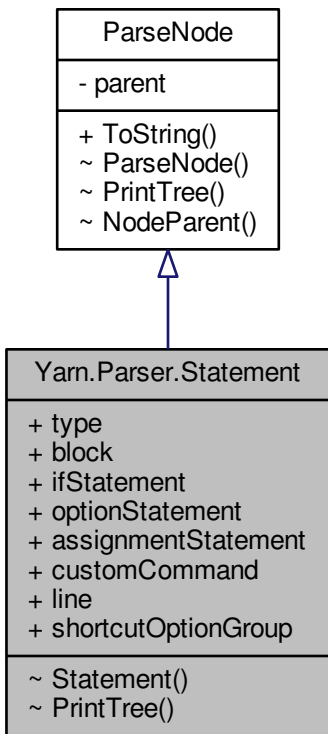 ParseNode
- parent
+ ToString()
~ ParseNode()
~ PrintTree()
~ NodeParent()
Yarn.Parser.Statement
+ type
+ block
+ ifStatement
+ optionStatement
+ assignmentStatement
+ customCommand
+ line
+ shortcutOptionGroup
~ Statement()
~ PrintTree()